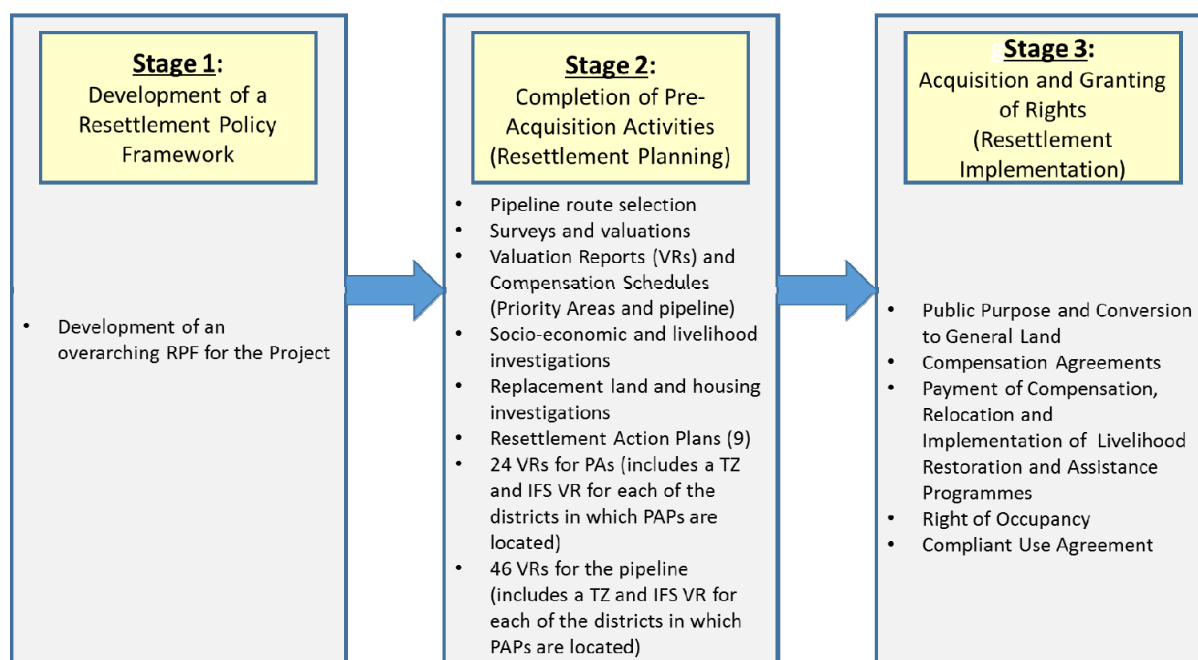 Stage 1:
Development of a
Resettlement Policy
Framework
• Development of an
overarching RPF for the Project
Stage 2:
Completion of Pre-
Acquisition Activities
(Resettlement Planning)
• Pipeline route selection
• Surveys and valuations
• Valuation Reports (VRs) and
Compensation Schedules
(Priority Areas and pipeline)
• Socio-economic and livelihood
investigations
• Replacement land and housing
investigations
• Resettlement Action Plans (9)
• 24 VRs for PAs (includes a TZ
and IFS VR for each of the
districts in which PAPs are
located)
• 46 VRs for the pipeline
(includes a TZ and IFS VR for
each of the districts in which
PAPs are located)
Stage 3:
Acquisition and Granting
of Rights
(Resettlement
Implementation)
• Public Purpose and Conversion
to General Land
• Compensation Agreements
• Payment of Compensation,
Relocation and
Implementation of Livelihood
Restoration and Assistance
Programmes
• Right of Occupancy
• Compliant Use Agreement